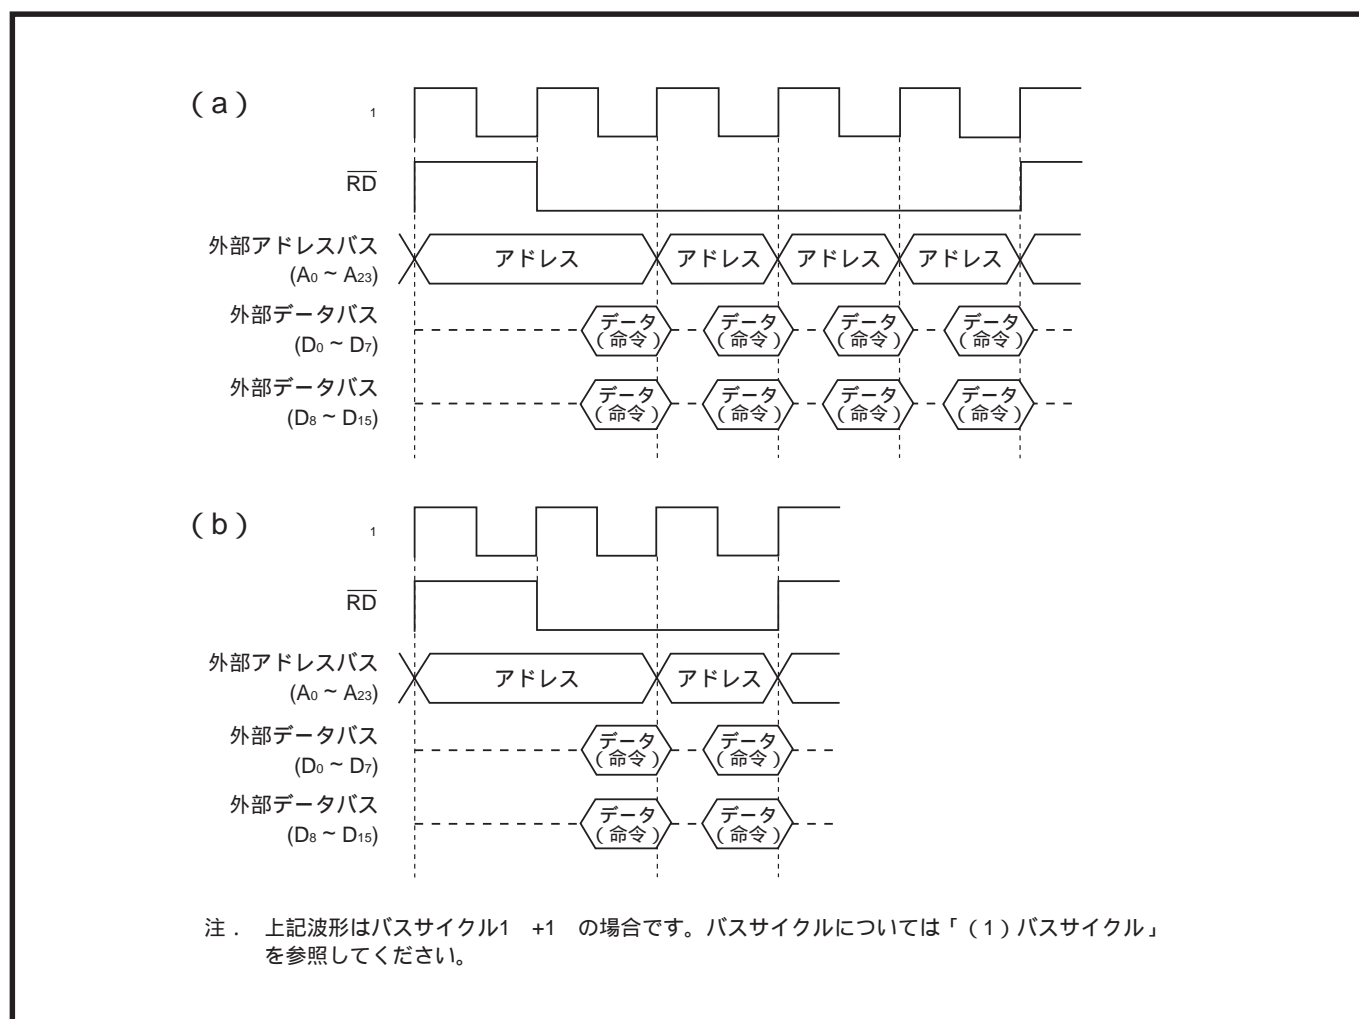 (a)
1
RD
外部アドレスバス
(A0 ~ A23)
アドレス アドレス アドレス アドレス
外部データバス
(D0 ~ D7)
データ データ データ データ
(命令) (命令) (命令) (命令)
外部データバス
(D8 ~ D15)
データ データ データ データ
(命令) (命令) (命令) (命令)
(b)
1
RD
外部アドレスバス
(A0 ~ A23)
アドレス アドレス
外部データバス
(D0 ~ D7)
データ データ
(命令) (命令)
外部データバス
(D8 ~ D15)
データ データ
(命令) (命令)
注. 上記波形はバスサイクル1 +1 の場合です。バスサイクルについては「(1)バスサイクル」
を参照してください。